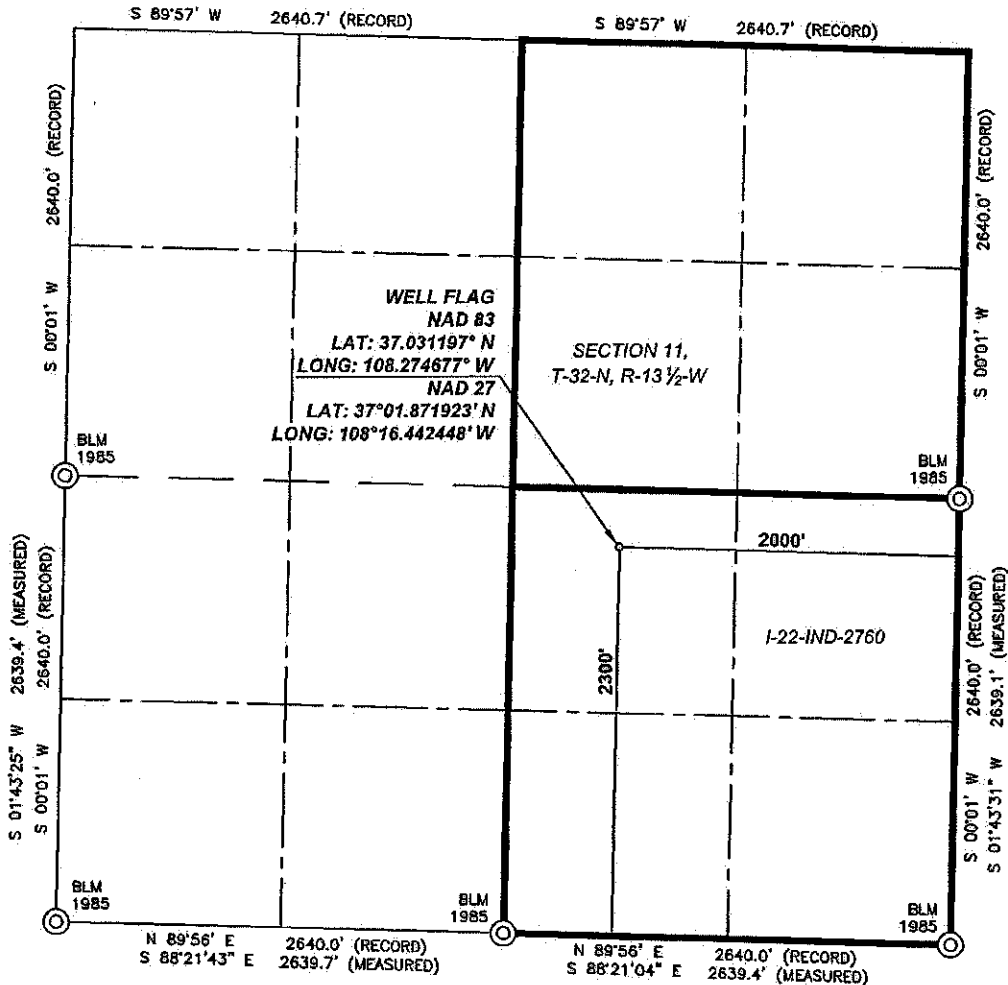 S 89°57' W 2640.7' (RECORD)
S 89°57' W 2640.7' (RECORD)
S 00°01' W 2640.0' (RECORD)
S 00°01' W 2640.0' (RECORD)
WELL FLAG
NAD 83
LAT: 37.031197° N
LONG: 108.274677° W
NAD 27
LAT: 37°01.871923' N
LONG: 108°16.442448' W
SECTION 11,
T-32-N, R-13 ½-W
BLM
1985
BLM
1985
2000'
2300'
I-22-IND-2760
S 01°43'25" W 2639.4' (MEASURED)
S 00°01' W 2640.0' (RECORD)
S 00°01' W 2640.0' (RECORD)
S 01°43'31" W 2639.1' (MEASURED)
BLM
1985
BLM
1985
BLM
1985
N 89°56' E 2640.0' (RECORD)
S 88°21'43" E 2639.7' (MEASURED)
N 89°56' E 2640.0' (RECORD)
S 88°21'04" E 2639.4' (MEASURED)